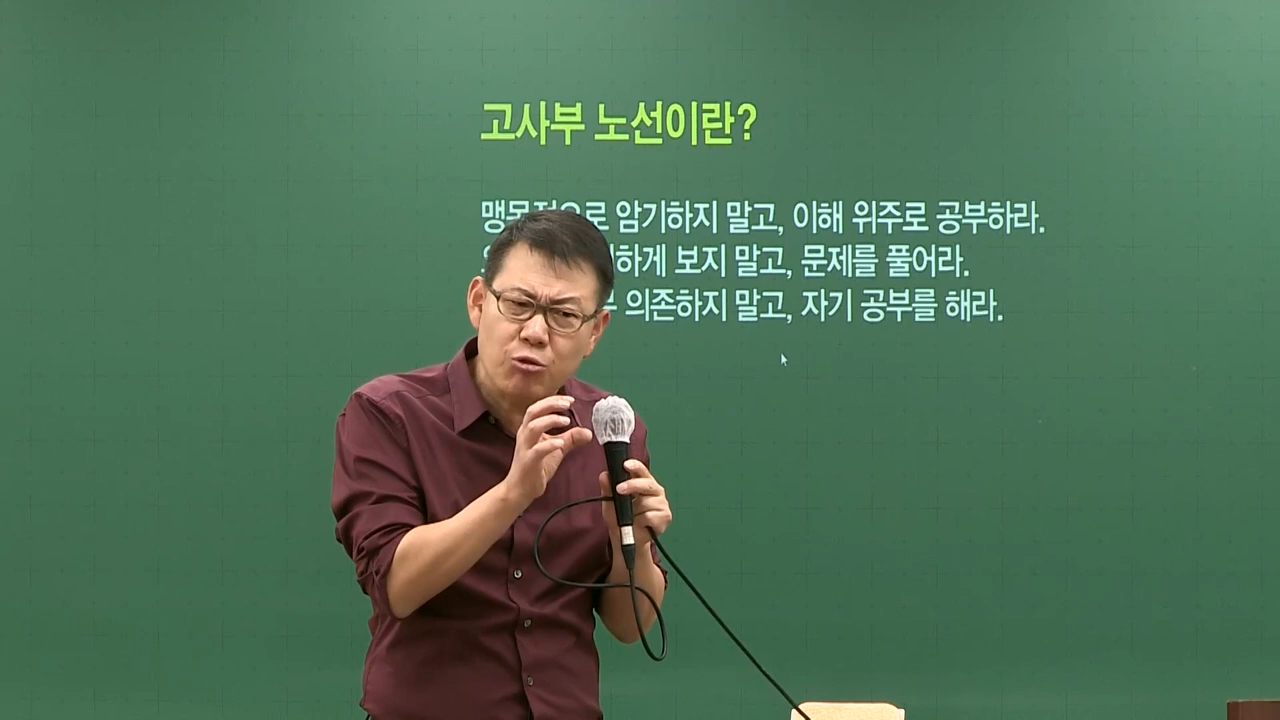 고사부 노선이란?
암기하지 말고, 이해 위주로 공부하라.
보지 말고, 문제를 풀어라.
의존하지 말고, 자기 공부를 해라.